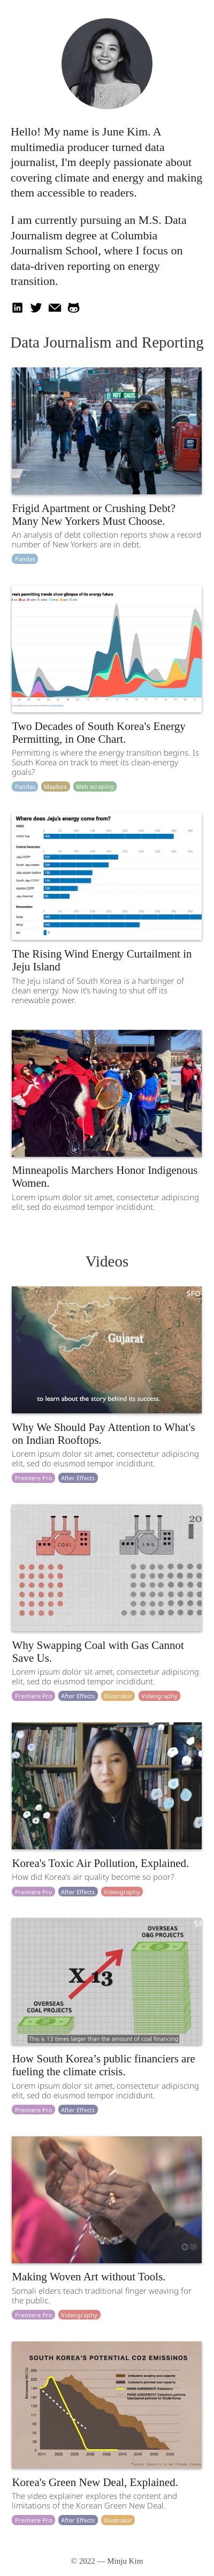 Hello! My name is June Kim. A
multimedia producer turned data
journalist, I'm deeply passionate about
covering climate and energy and making
them accessible to readers.
I am currently pursuing an M.S. Data
Journalism degree at Columbia
Journalism School, where I focus on
data-driven reporting on energy
transition.
Data Journalism and Reporting
Frigid Apartment or Crushing Debt?
Many New Yorkers Must Choose.
An analysis of debt collection reports show a record
number of New Yorkers are in debt.
Pandas
Two Decades of South Korea's Energy
Permitting, in One Chart.
Permitting is where the energy transition begins. Is
South Korea on track to meet its clean-energy
goals?
Pandas Mapbox Web scraping
Where does Jeju's energy come from?
The Rising Wind Energy Curtailment in
Jeju Island
The Jeju island of South Korea is a harbinger of
clean energy. Now it's having to shut off its
renewable power.
Minneapolis Marchers Honor Indigenous
Women.
Lorem ipsum dolor sit amet, consectetur adipiscing
elit, sed do eiusmod tempor incididunt.
Videos
SFO
Gujarat
to learn about the story behind its success.
Why We Should Pay Attention to What's
on Indian Rooftops.
Lorem ipsum dolor sit amet, consectetur adipiscing
elit, sed do eiusmod tempor incididunt.
Premiere Pro After Effects
20
COAL LNG
Why Swapping Coal with Gas Cannot
Save Us.
Lorem ipsum dolor sit amet, consectetur adipiscing
elit, sed do eiusmod tempor incididunt.
Premiere Pro After Effects Illustrator Videography
Korea's Toxic Air Pollution, Explained.
How did Korea's air quality become so poor?
Premiere Pro After Effects Videography
OVERSEAS
O&G PROJECTS
X 13
OVERSEAS
COAL PROJECTS
This is 13 times larger than the amount of coal financing
How South Korea’s public financiers are
fueling the climate crisis.
Lorem ipsum dolor sit amet, consectetur adipiscing
elit, sed do eiusmod tempor incididunt.
Premiere Pro After Effects
Making Woven Art without Tools.
Somali elders teach traditional finger weaving for
the public.
Premiere Pro Videography
SOUTH KOREA'S POTENTIAL CO2 EMISSINOS
Korea's Green New Deal, Explained.
The video explainer explores the content and
limitations of the Korean Green New Deal.
Premiere Pro After Effects Illustrator
© 2022 — Minju Kim